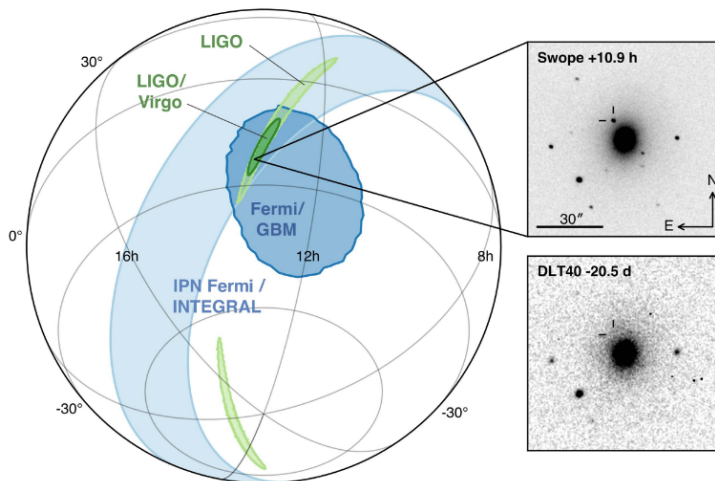 LIGO
LIGO/
Virgo
30°
Fermi/
GBM
0°
16h
12h
8h
IPN Fermi /
INTEGRAL
-30°
-30°
Swope +10.9 h
30"
N
E
DLT40 -20.5 d